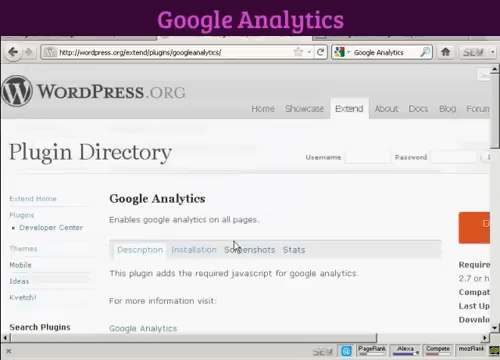 Google Analytics
http://wordpress.org/extend/plugins/googleanalytics/
Google Analytics
WORDPRESS.ORG
Home Showcase Extend About Docs Blog Forum
Plugin Directory
Username Password
Extend Home
Plugins
Developer Center
Themes
Mobile
Ideas
Kvetch!
Search Plugins
Google Analytics
Enables google analytics on all pages.
Description Installation Screenshots Stats
This plugin adds the required javascript for google analytics.
For more information visit:
Google Analytics
D
Require
2.7 or h
Compat
Last Up
Downlo
PageRank Alexa Compete mozRank